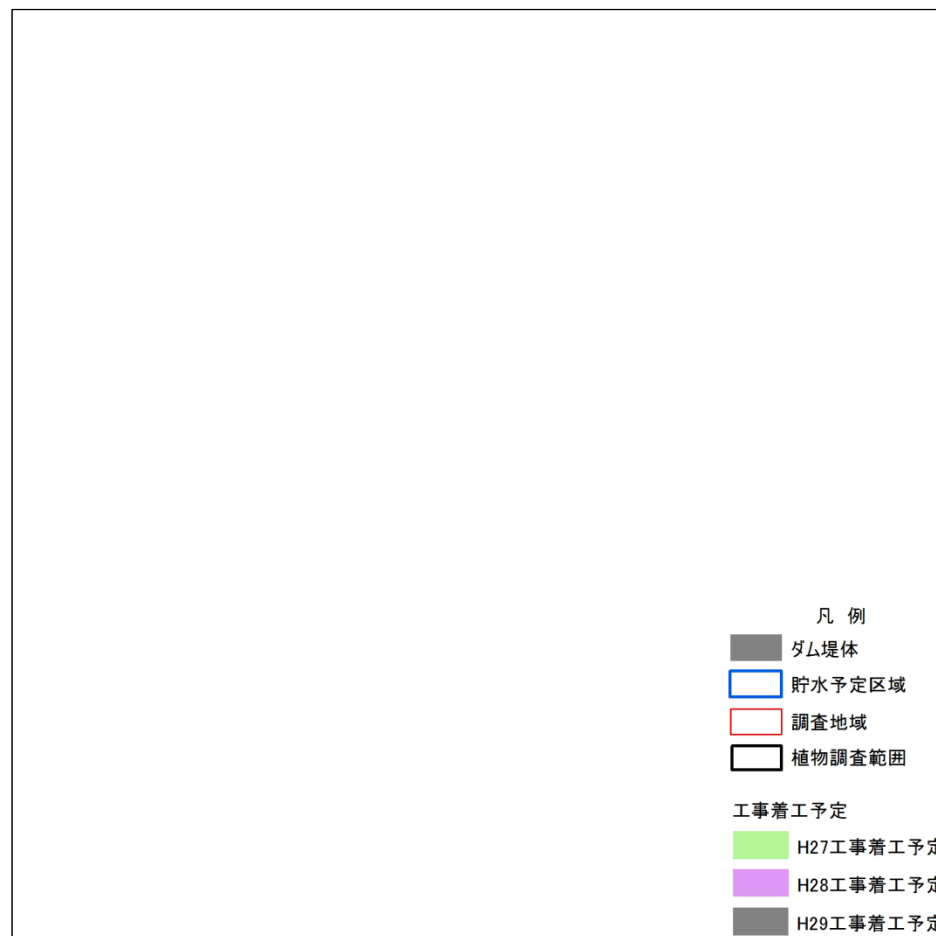 凡 例
ダム堤体
貯水予定区域
調査地域
植物調査範囲
工事着工予定
H27工事着工予定
H28工事着工予定
H29工事着工予定